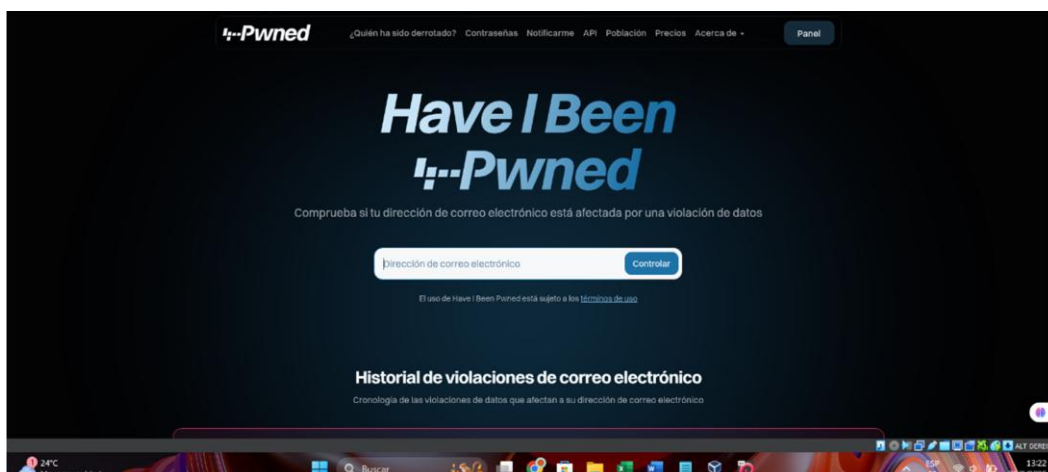 Pwned
¿Quién ha sido derrotado? Contraseñas Notificarme API Población Precios Acerca de
Panel
Have I Been
Pwned
Comprueba si tu dirección de correo electrónico está afectada por una violación de datos
Dirección de correo electrónico
Controlar
El uso de Have I Been Pwned está sujeto a los términos de uso
Historial de violaciones de correo electrónico
Cronología de las violaciones de datos que afectan a su dirección de correo electrónico
ALT DEREC
1
24°C
Buscar
ESP
13:22